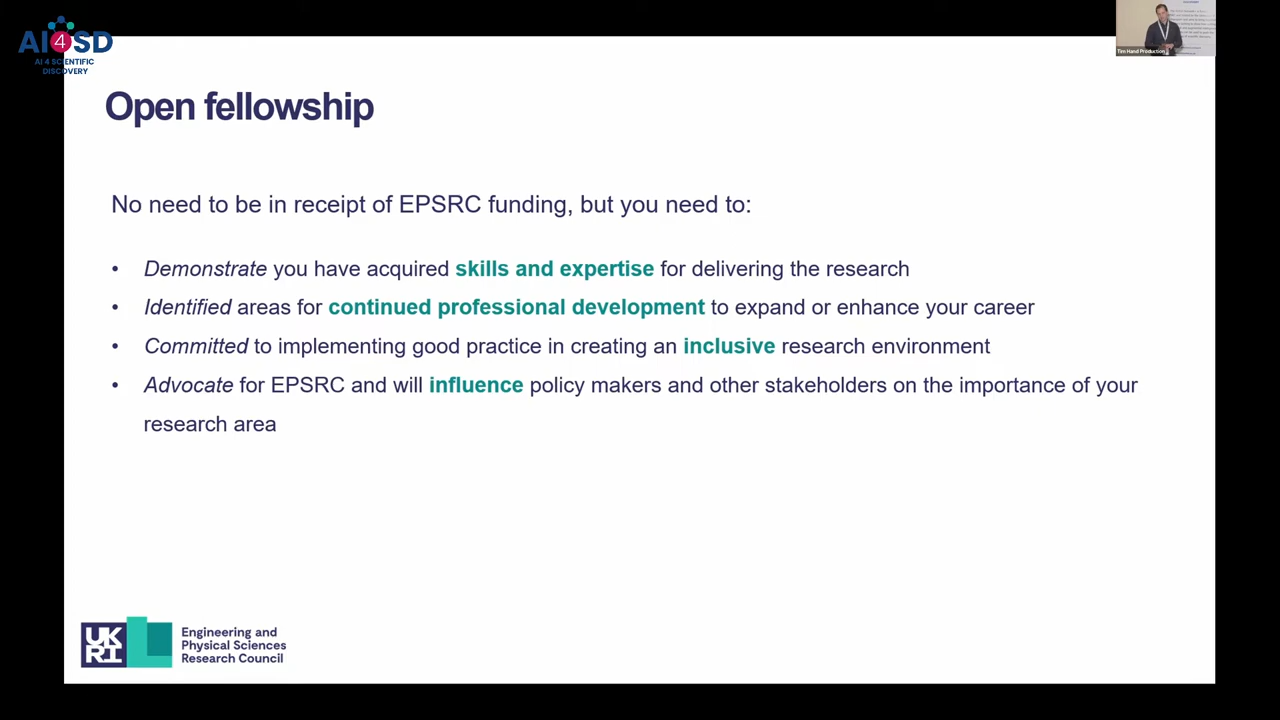 AI4SD
AI 4 SCIENTIFIC
DISCOVERY
Tim Hand Production
Open fellowship
No need to be in receipt of EPSRC funding, but you need to:
• Demonstrate you have acquired skills and expertise for delivering the research
• Identified areas for continued professional development to expand or enhance your career
• Committed to implementing good practice in creating an inclusive research environment
• Advocate for EPSRC and will influence policy makers and other stakeholders on the importance of your
research area
UK
RI
Engineering and
Physical Sciences
Research Council